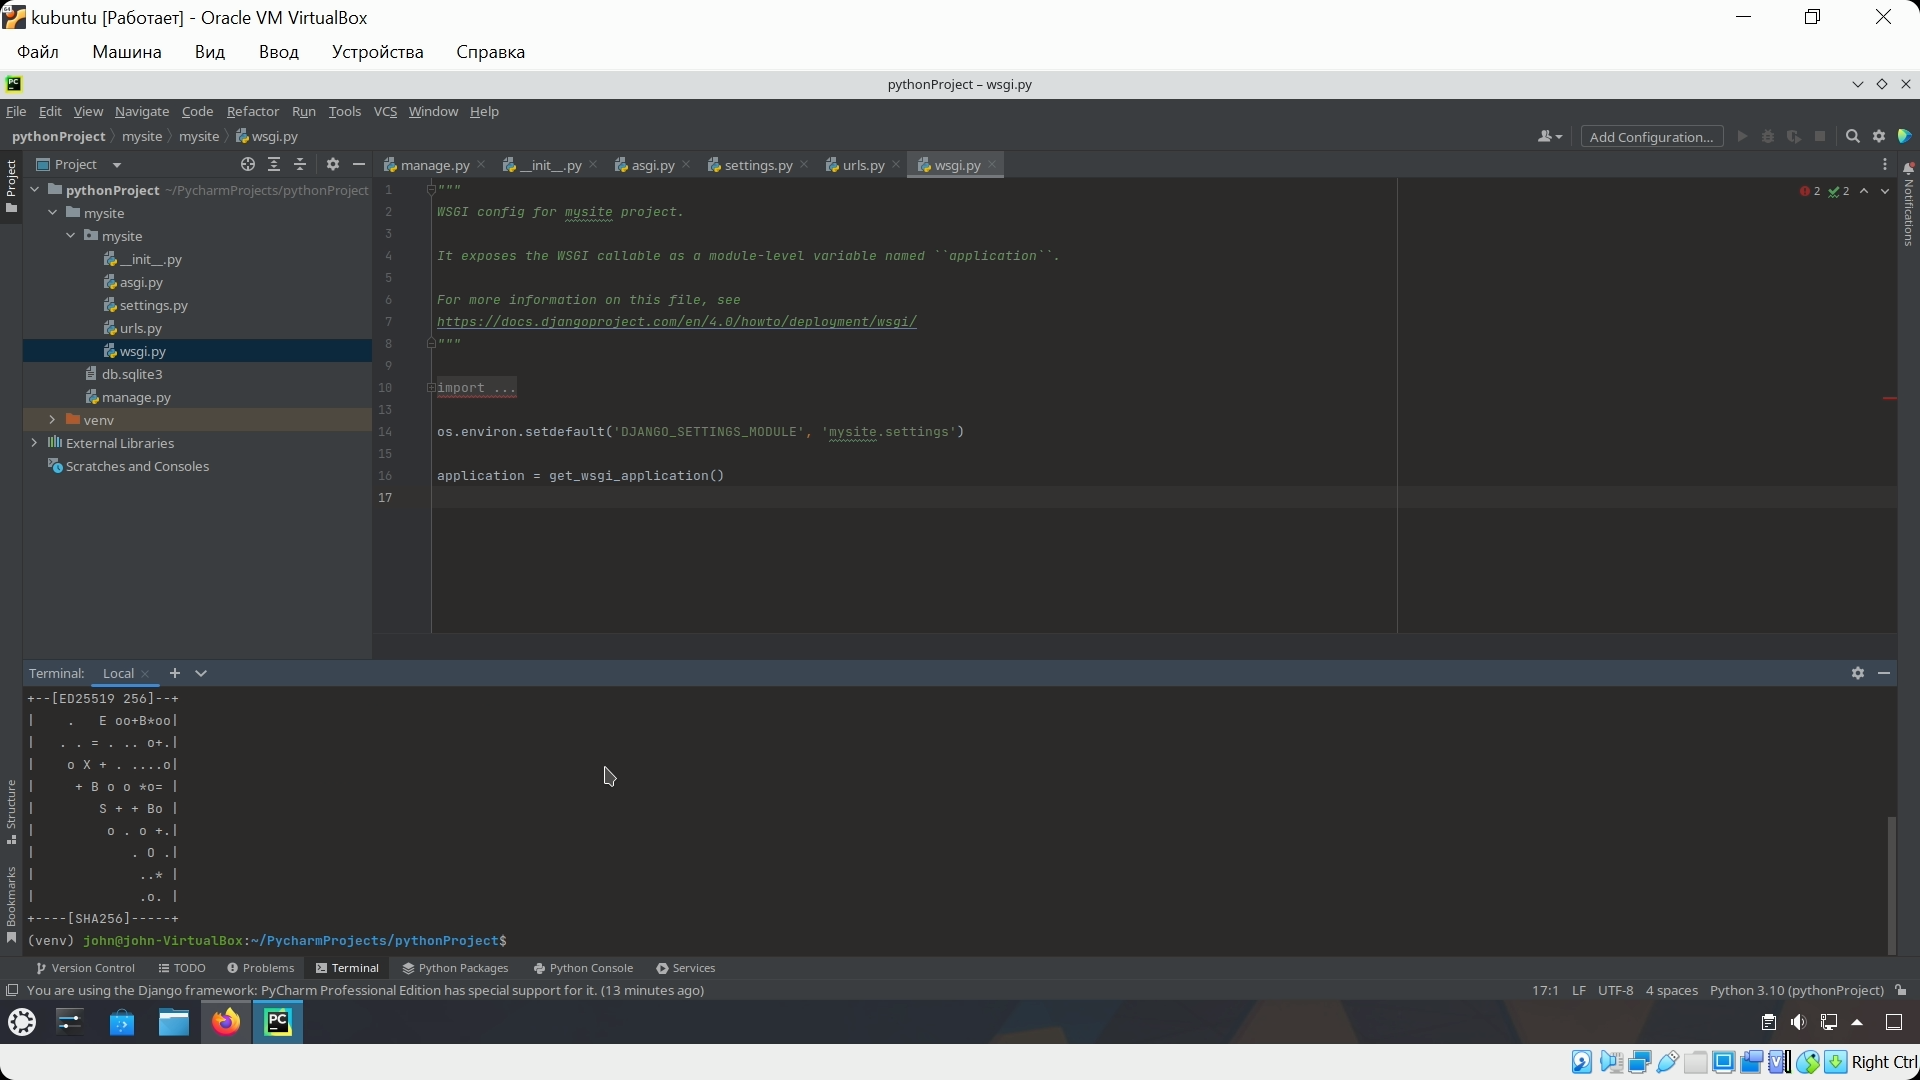 kubuntu [Работает] - Oracle VM VirtualBox
Файл Машина Вид Ввод Устройства Справка
PC
pythonProject – wsgi.py
File Edit View Navigate Code Refactor Run Tools VCS Window Help
pythonProject mysite mysite wsgi.py
Add Configuration...
Project
Project
manage.py __init__.py asgi.py settings.py urls.py wsgi.py
Notifications
pythonProject ~/PycharmProjects/pythonProject
mysite
mysite
__init__.py
asgi.py
settings.py
urls.py
wsgi.py
db.sqlite3
manage.py
venv
External Libraries
Scratches and Consoles
2 2
1 """
2 WSGI config for mysite project.
3
4 It exposes the WSGI callable as a module-level variable named ``application``.
5
6 For more information on this file, see
7 https://docs.djangoproject.com/en/4.0/howto/deployment/wsgi/
8 """
9
10 import ...
13
14 os.environ.setdefault('DJANGO_SETTINGS_MODULE', 'mysite.settings')
15
16 application = get_wsgi_application()
17
Terminal: Local
+--[ED25519 256]--+
|    .   E oo+B*oo|
|   . . = . .. o+.|
|    o X + . ....o|
|     + B o o *o= |
|        S + + Bo |
|         o . o +.|
|            . O .|
|             ..* |
|             .o. |
+----[SHA256]-----+
(venv) john@john-VirtualBox:~/PycharmProjects/pythonProject$
Structure
Bookmarks
Version Control TODO Problems Terminal Python Packages Python Console Services
You are using the Django framework: PyCharm Professional Edition has special support for it. (13 minutes ago)
17:1 LF UTF-8 4 spaces Python 3.10 (pythonProject)
PC
Right Ctrl